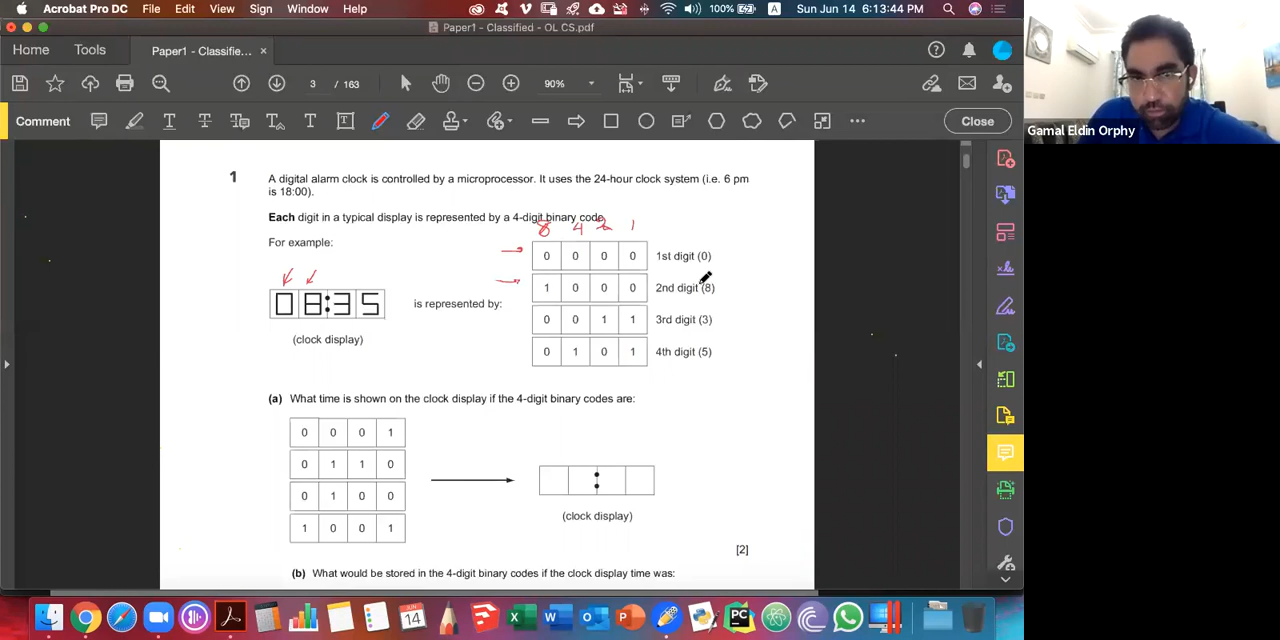 Acrobat Pro DC File Edit View Sign Window Help 100% A Sun Jun 14 6:13:44 PM
Paper1 - Classified - OL CS.pdf
Home Tools Paper1 - Classifie... ×
3 / 163 90%
Comment Close
Gamal Eldin Orphy
1 A digital alarm clock is controlled by a microprocessor. It uses the 24-hour clock system (i.e. 6 pm
is 18:00).
Each digit in a typical display is represented by a 4-digit binary code.
8 4 2 1
For example:
0 0 0 0 1st digit (0)
1 0 0 0 2nd digit (8)
08:35 is represented by:
0 0 1 1 3rd digit (3)
(clock display)
0 1 0 1 4th digit (5)
(a) What time is shown on the clock display if the 4-digit binary codes are:
0 0 0 1
0 1 1 0
:
0 1 0 0
(clock display)
1 0 0 1
[2]
(b) What would be stored in the 4-digit binary codes if the clock display time was:
14
PC